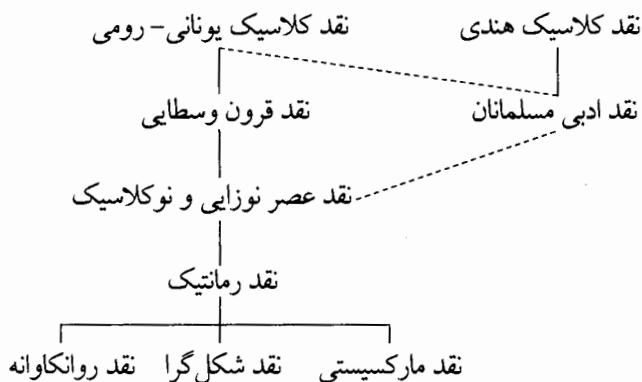 نقد کلاسیک هندی نقد کلاسیک یونانی- رومی
نقد ادبی مسلمانان نقد قرون وسطایی
نقد عصر نوزایی و نوکلاسیک
نقد رمانتیک
نقد مارکسیستی نقد شکل‌گرا نقد روانکاوانه